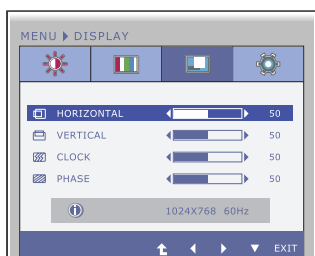 MENU DISPLAY
HORIZONTAL 50
VERTICAL 50
CLOCK 50
PHASE 50
1024X768 60Hz
EXIT